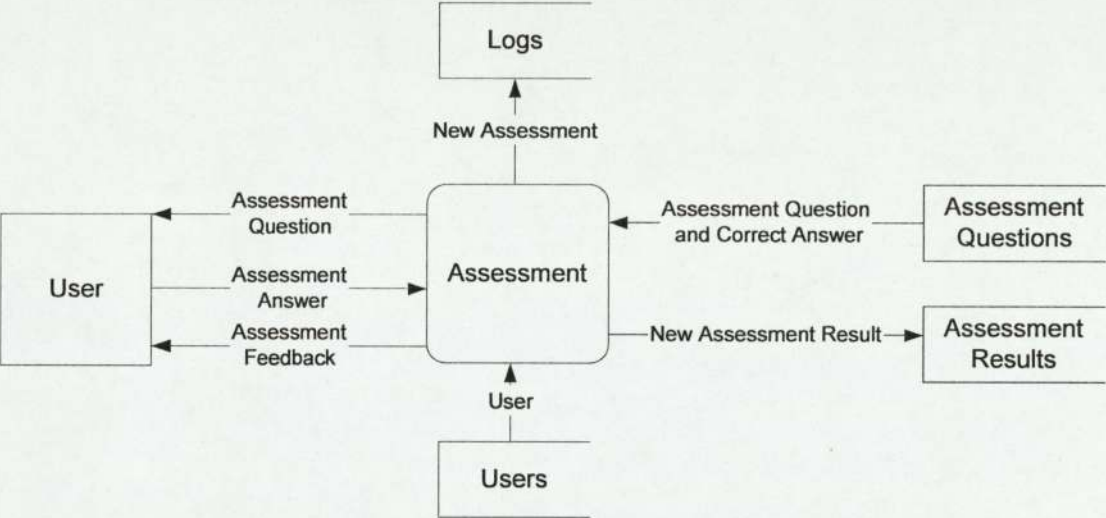 Logs
New Assessment
Assessment
Question
Assessment Question
and Correct Answer
Assessment
Questions
User
Assessment
Answer
Assessment
Assessment
Feedback
New Assessment Result
Assessment
Results
User
Users